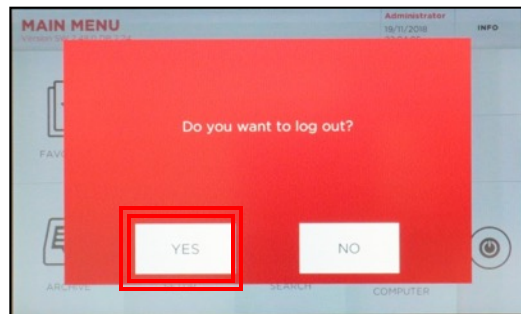 MAIN MENU
Administrator
19/11/2018
INFO
Do you want to log out?
YES
NO
ARCHIVE
SEARCH
COMPUTER